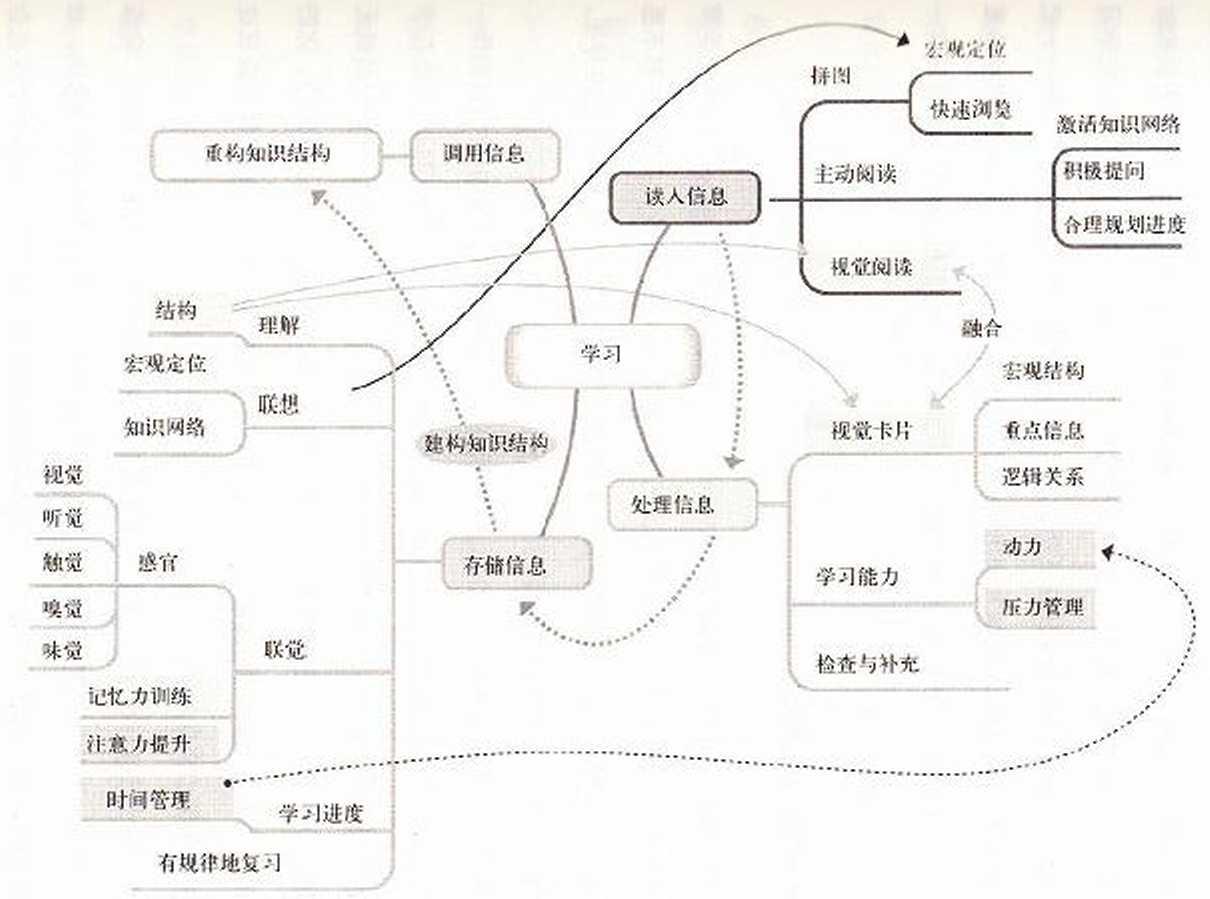 学习
读人信息
拼图
宏观定位
快速浏览
主动阅读
激活知识网络
积极提问
合理规划进度
视觉阅读
融合
处理信息
视觉卡片
宏观结构
重点信息
逻辑关系
学习能力
动力
压力管理
检查与补充
存储信息
建构知识结构
理解
结构
联想
宏观定位
知识网络
联觉
感官
视觉
听觉
触觉
嗅觉
味觉
记忆力训练
注意力提升
学习进度
时间管理
有规律地复习
调用信息
重构知识结构